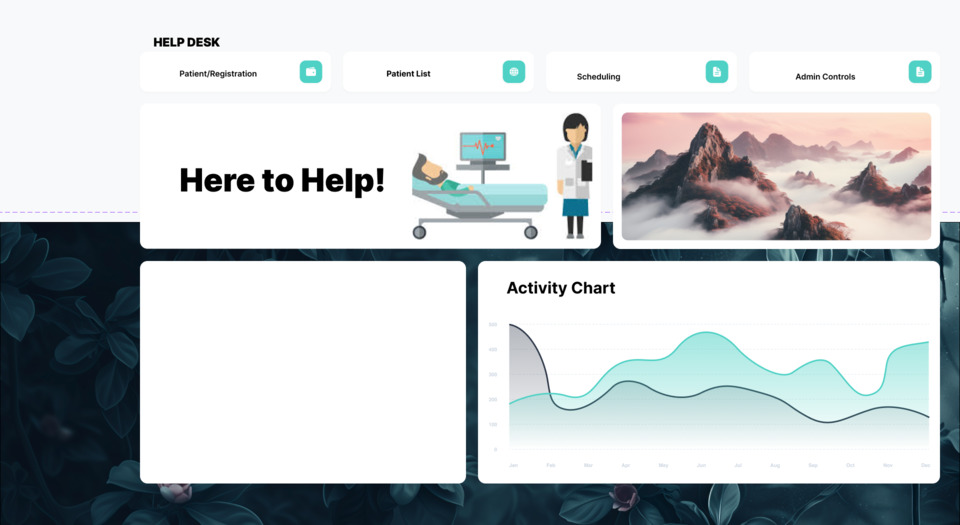 HELP DESK
Patient/Registration
Patient List
Scheduling
Admin Controls
Here to Help!
Activity Chart
500
400
300
200
100
0
Jan Feb Mar Apr May Jun Jul Aug Sep Oct Nov Dec